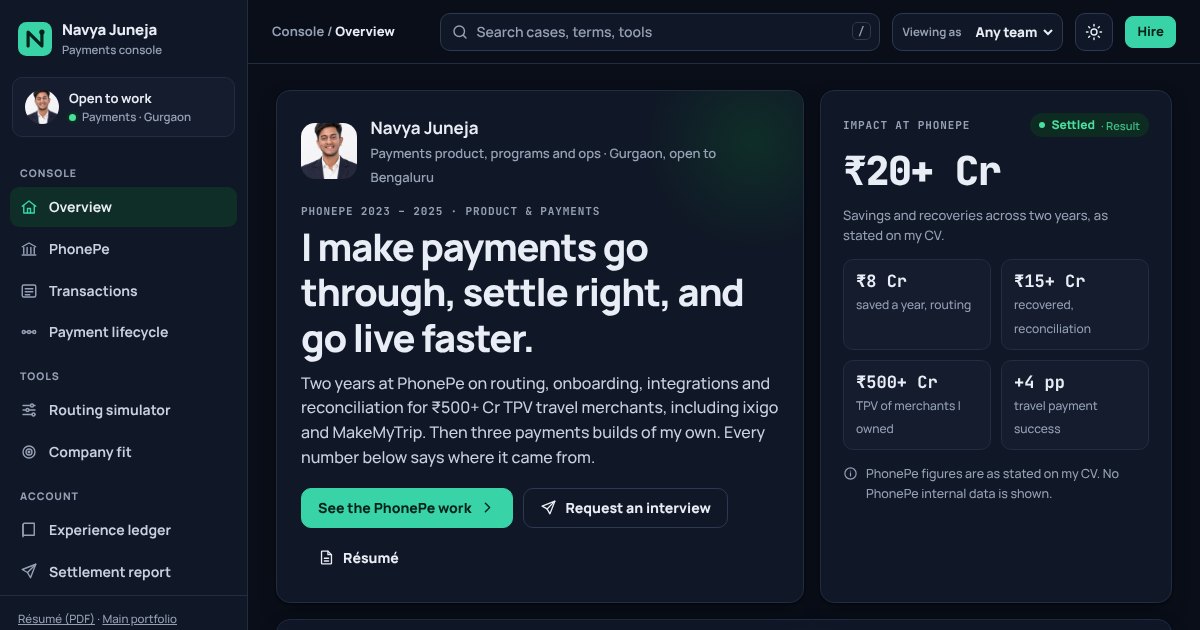 Navya Juneja
Payments console
Open to work
Payments · Gurgaon
CONSOLE
Overview
PhonePe
Transactions
Payment lifecycle
TOOLS
Routing simulator
Company fit
ACCOUNT
Experience ledger
Settlement report
Résumé (PDF) · Main portfolio
Console / Overview
Search cases, terms, tools
/
Viewing as Any team
Hire
Navya Juneja
Payments product, programs and ops · Gurgaon, open to
Bengaluru
PHONEPE 2023 – 2025 · PRODUCT & PAYMENTS
I make payments go
through, settle right, and
go live faster.
Two years at PhonePe on routing, onboarding, integrations and
reconciliation for ₹500+ Cr TPV travel merchants, including ixigo
and MakeMyTrip. Then three payments builds of my own. Every
number below says where it came from.
See the PhonePe work
Request an interview
Résumé
IMPACT AT PHONEPE
Settled · Result
₹20+ Cr
Savings and recoveries across two years, as
stated on my CV.
₹8 Cr
saved a year, routing
₹15+ Cr
recovered,
reconciliation
₹500+ Cr
TPV of merchants I
owned
+4 pp
travel payment
success
PhonePe figures are as stated on my CV. No
PhonePe internal data is shown.